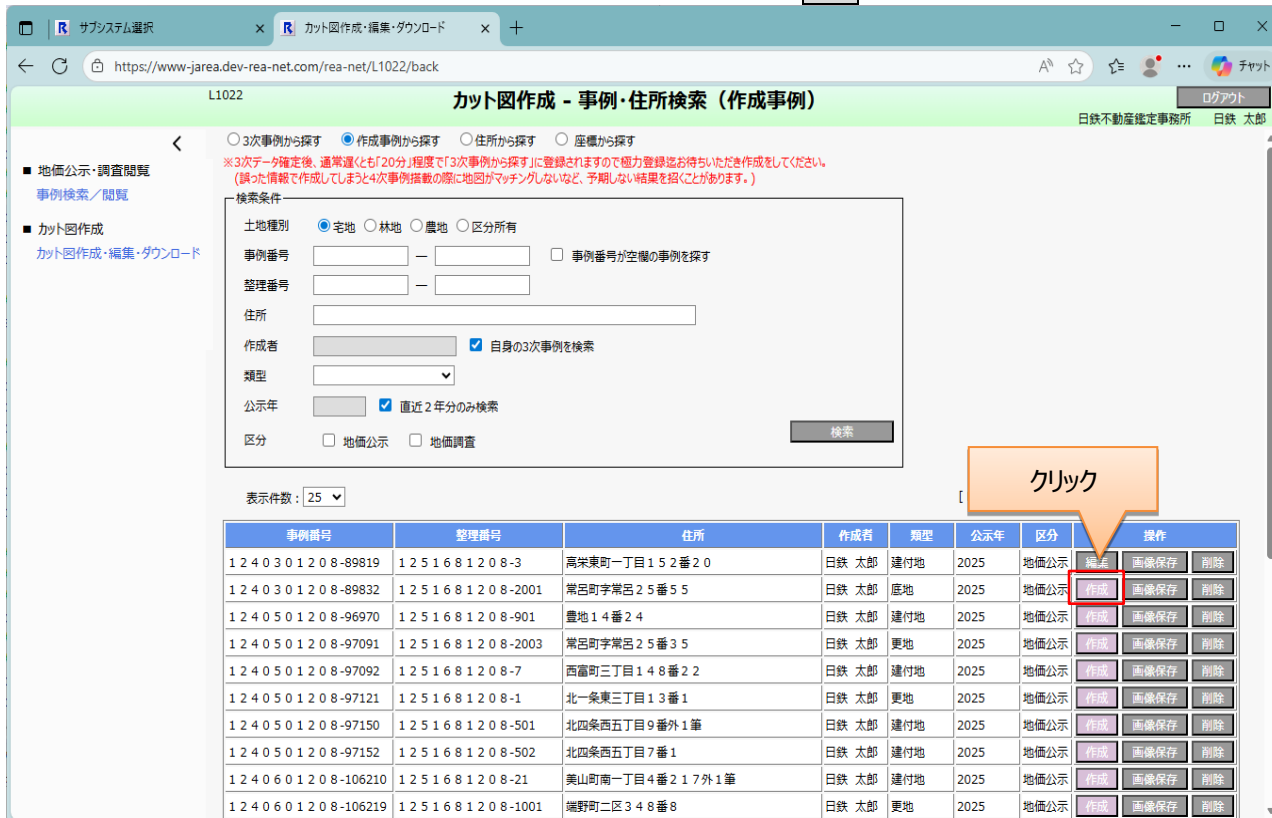 サブシステム選択
カット図作成・編集・ダウンロード
https://www-jarea.dev-rea-net.com/rea-net/L1022/back
チャット
L1022
カット図作成 - 事例・住所検索（作成事例）
ログアウト
日鉄不動産鑑定事務所 日鉄 太郎
■ 地価公示・調査閲覧
事例検索／閲覧
■ カット図作成
カット図作成・編集・ダウンロード
3次事例から探す 作成事例から探す 住所から探す 座標から探す
※3次データ確定後、通常遅くとも「20分」程度で「3次事例から探す」に登録されますので極力登録迄お待ちいただき作成をしてください。
（誤った情報で作成してしまうと4次事例搭載の際に地図がマッチングしないなど、予期しない結果を招くことがあります。）
検索条件
土地種別 宅地 林地 農地 区分所有
事例番号 ― 事例番号が空欄の事例を探す
整理番号 ―
住所
作成者 自身の3次事例を検索
類型
公示年 直近２年分のみ検索
区分 地価公示 地価調査
検索
クリック
表示件数： 25 [
事例番号 整理番号 住所 作成者 類型 公示年 区分 操作
１２４０３０１２０８-89819 １２５１６８１２０８-3 高栄東町一丁目１５２番２０ 日鉄 太郎 建付地 2025 地価公示 編集 画像保存 削除
１２４０３０１２０８-89832 １２５１６８１２０８-2001 常呂町字常呂２５番５５ 日鉄 太郎 底地 2025 地価公示 作成 画像保存 削除
１２４０５０１２０８-96970 １２５１６８１２０８-901 豊地１４番２４ 日鉄 太郎 建付地 2025 地価公示 作成 画像保存 削除
１２４０５０１２０８-97091 １２５１６８１２０８-2003 常呂町字常呂２５番３５ 日鉄 太郎 更地 2025 地価公示 作成 画像保存 削除
１２４０５０１２０８-97092 １２５１６８１２０８-7 西富町三丁目１４８番２２ 日鉄 太郎 建付地 2025 地価公示 作成 画像保存 削除
１２４０５０１２０８-97121 １２５１６８１２０８-1 北一条東三丁目１３番１ 日鉄 太郎 更地 2025 地価公示 作成 画像保存 削除
１２４０５０１２０８-97150 １２５１６８１２０８-501 北四条西五丁目９番外１筆 日鉄 太郎 建付地 2025 地価公示 作成 画像保存 削除
１２４０５０１２０８-97152 １２５１６８１２０８-502 北四条西五丁目７番１ 日鉄 太郎 建付地 2025 地価公示 作成 画像保存 削除
１２４０６０１２０８-106210 １２５１６８１２０８-21 美山町南一丁目４番２１７外１筆 日鉄 太郎 建付地 2025 地価公示 作成 画像保存 削除
１２４０６０１２０８-106219 １２５１６８１２０８-1001 端野町二区３４８番８ 日鉄 太郎 更地 2025 地価公示 作成 画像保存 削除